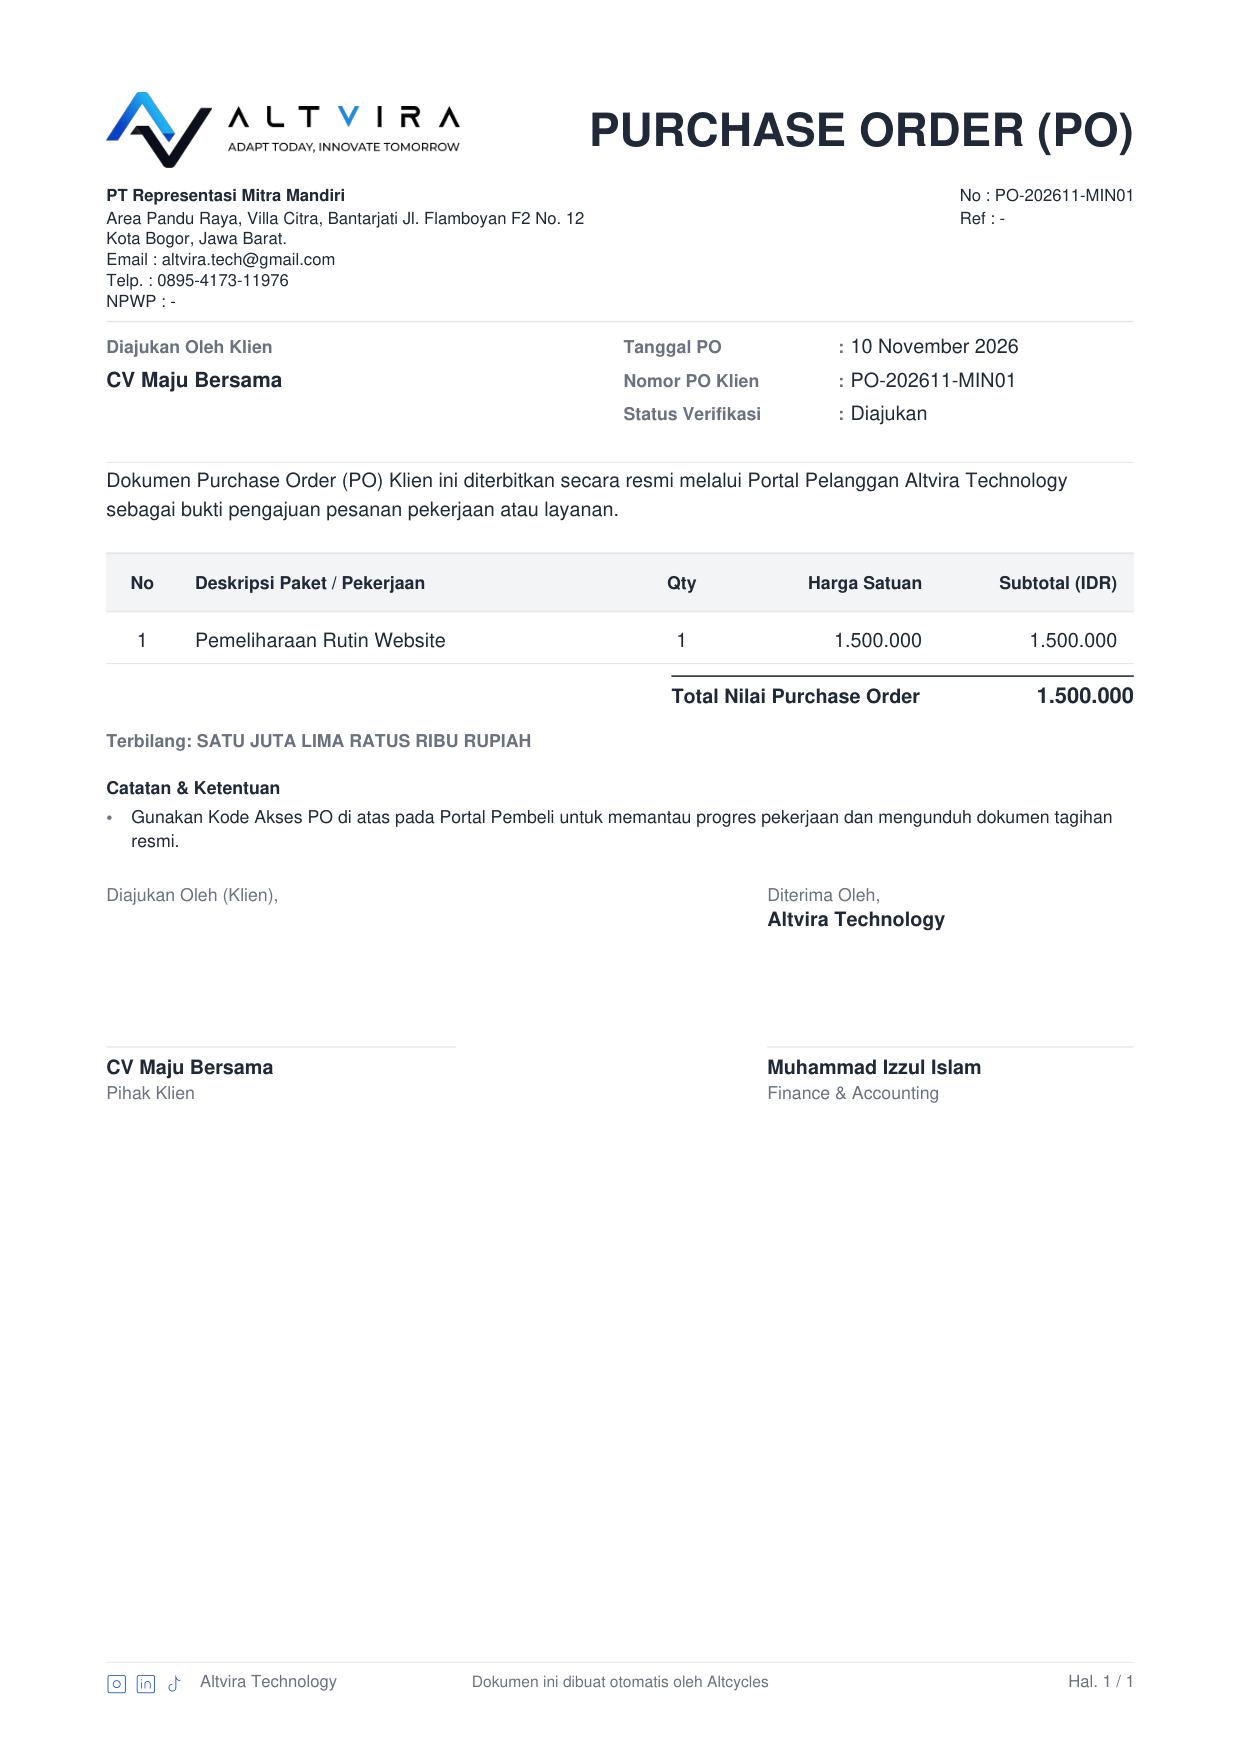 ALTVIRA
ADAPT TODAY, INNOVATE TOMORROW
PURCHASE ORDER (PO)
PT Representasi Mitra Mandiri
Area Pandu Raya, Villa Citra, Bantarjati Jl. Flamboyan F2 No. 12
Kota Bogor, Jawa Barat.
Email : altvira.tech@gmail.com
Telp. : 0895-4173-11976
NPWP : -
No : PO-202611-MIN01
Ref : -
Diajukan Oleh Klien
CV Maju Bersama
Tanggal PO : 10 November 2026
Nomor PO Klien : PO-202611-MIN01
Status Verifikasi : Diajukan
Dokumen Purchase Order (PO) Klien ini diterbitkan secara resmi melalui Portal Pelanggan Altvira Technology
sebagai bukti pengajuan pesanan pekerjaan atau layanan.
No Deskripsi Paket / Pekerjaan Qty Harga Satuan Subtotal (IDR)
1 Pemeliharaan Rutin Website 1 1.500.000 1.500.000
Total Nilai Purchase Order 1.500.000
Terbilang: SATU JUTA LIMA RATUS RIBU RUPIAH
Catatan & Ketentuan
• Gunakan Kode Akses PO di atas pada Portal Pembeli untuk memantau progres pekerjaan dan mengunduh dokumen tagihan
resmi.
Diajukan Oleh (Klien),
CV Maju Bersama
Pihak Klien
Diterima Oleh,
Altvira Technology
Muhammad Izzul Islam
Finance & Accounting
Altvira Technology Dokumen ini dibuat otomatis oleh Altcycles Hal. 1 / 1